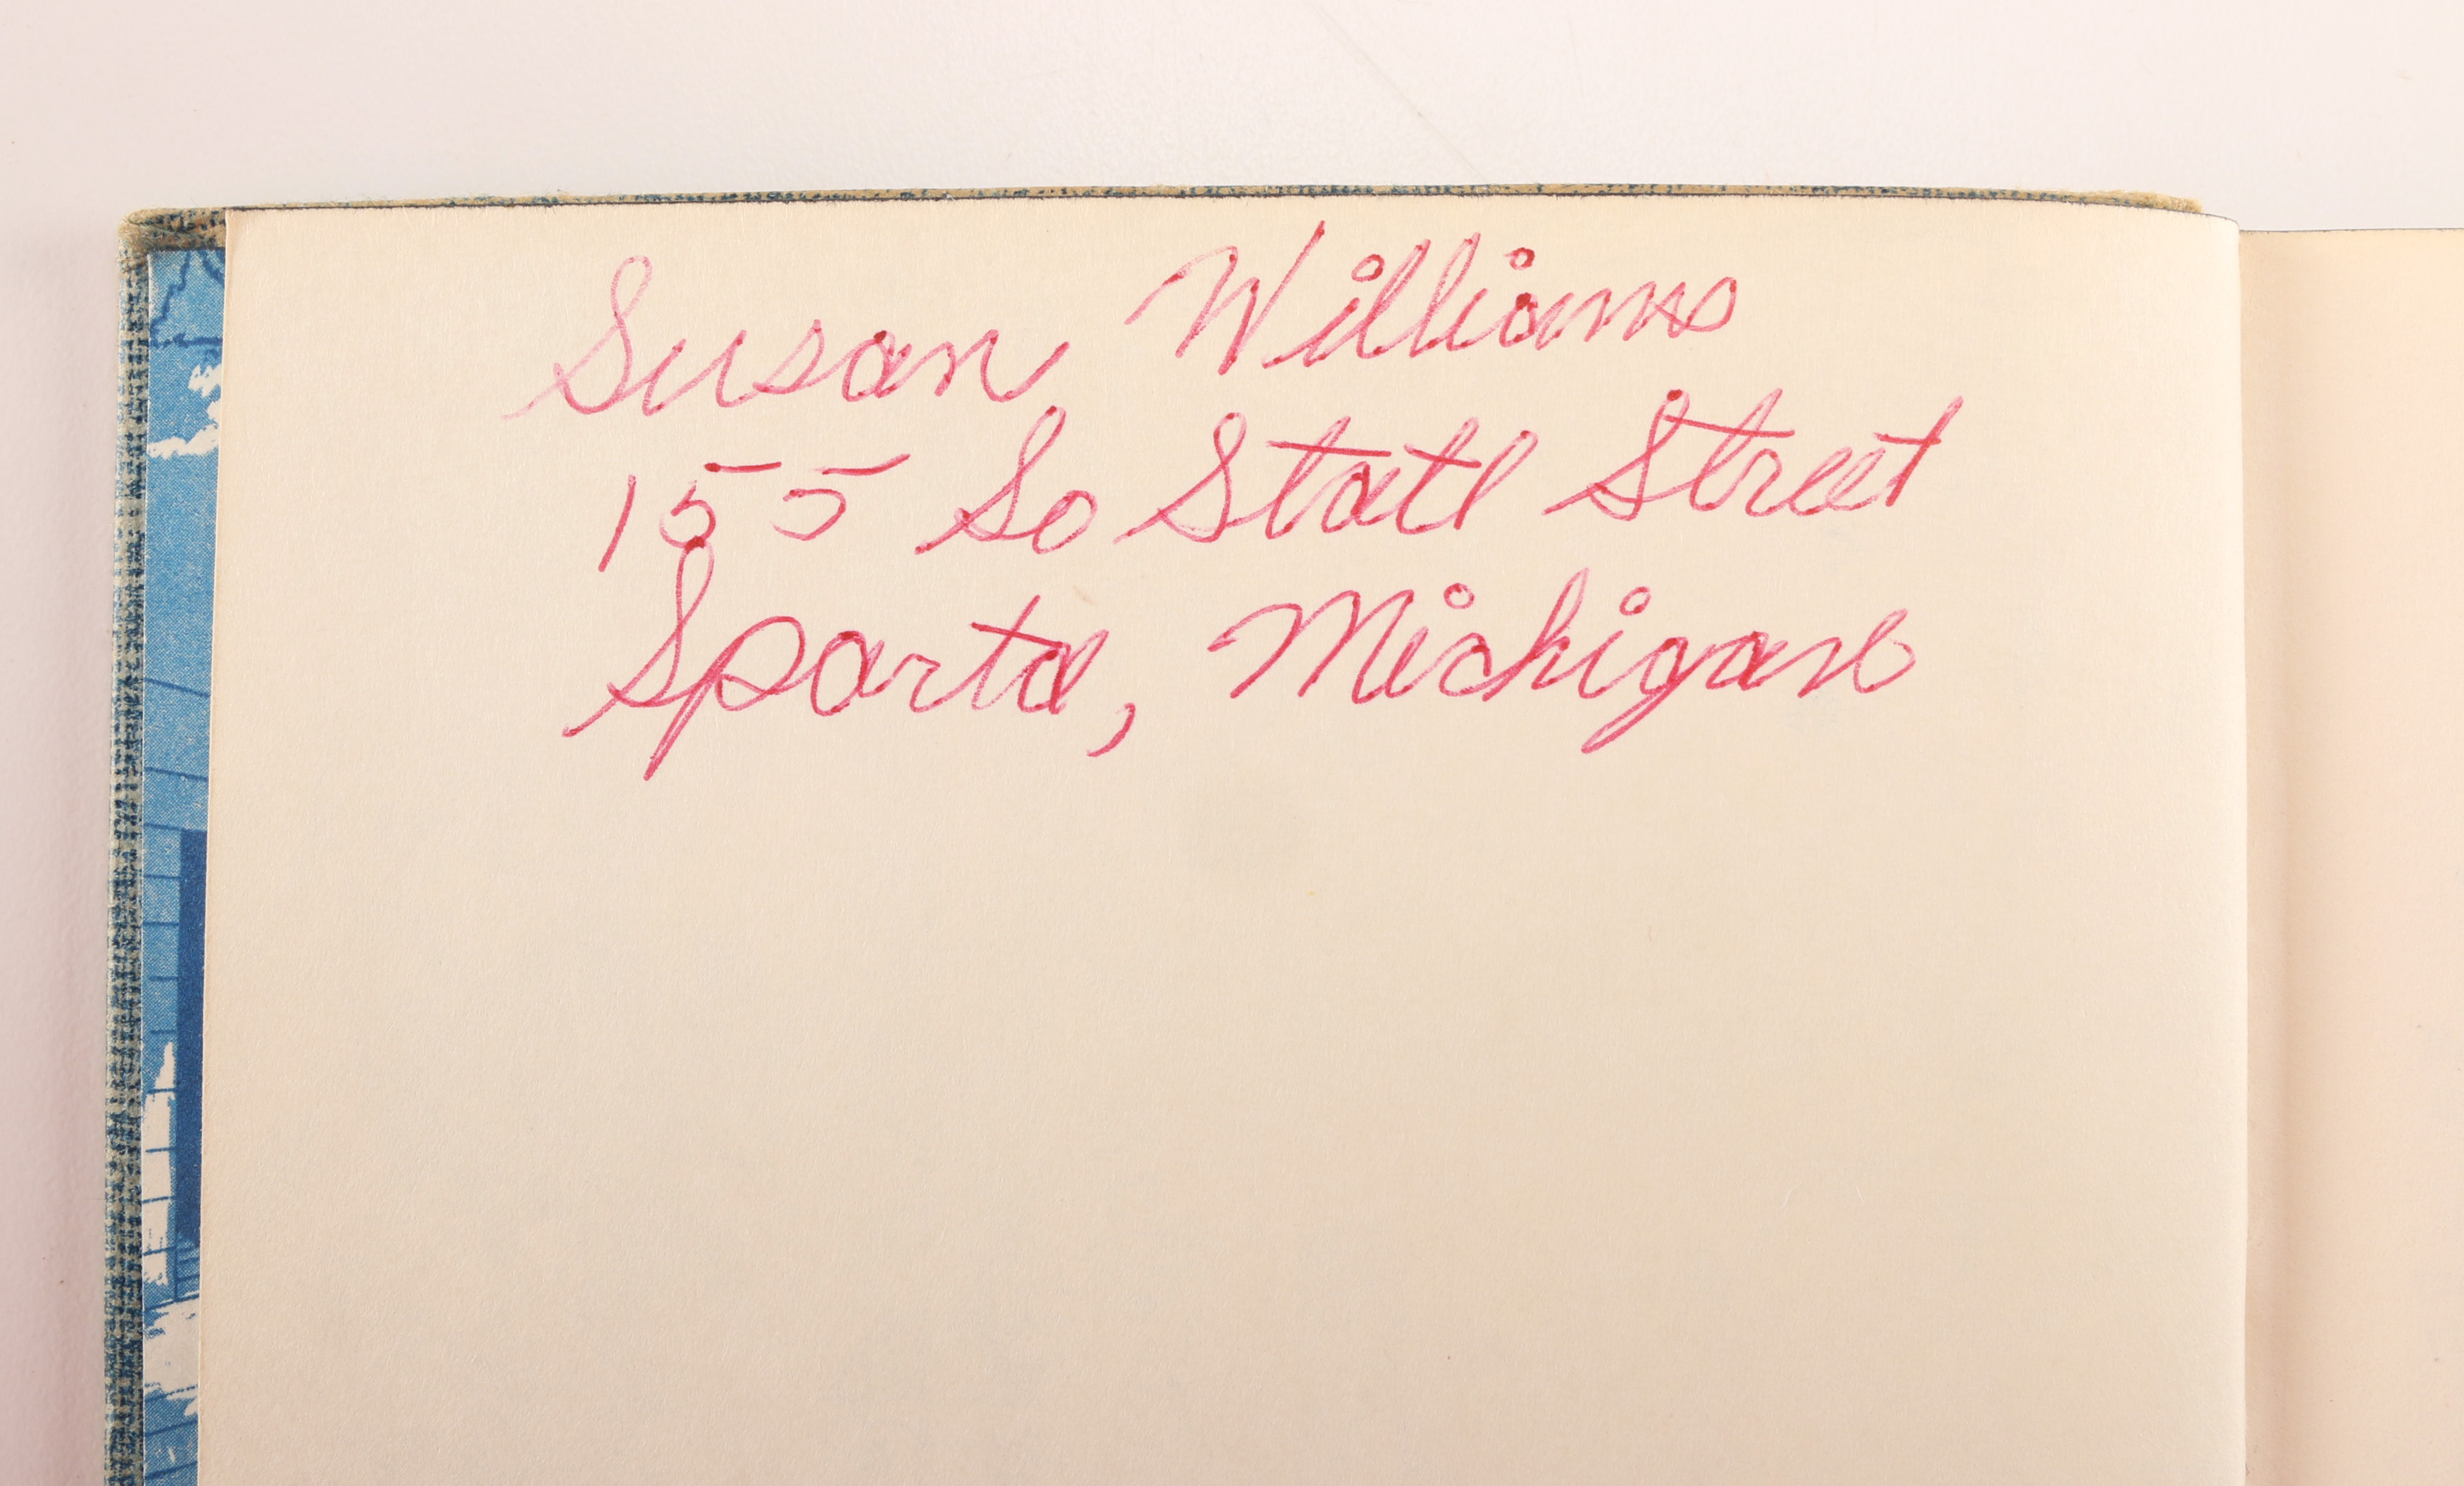 Susan Williams
155 So State Street
Sparta, Michigan